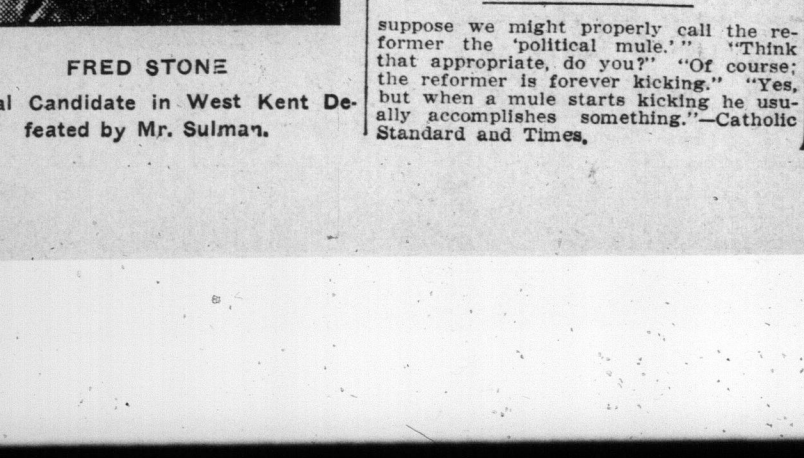 FRED STONE
al Candidate in West Kent De-
feated by Mr. Sulman.
suppose we might properly call the re-
former the 'political mule.'" "Think
that appropriate, do you?" "Of course;
the reformer is forever kicking." "Yes,
but when a mule starts kicking he usu-
ally accomplishes something."—Catholic
Standard and Times.